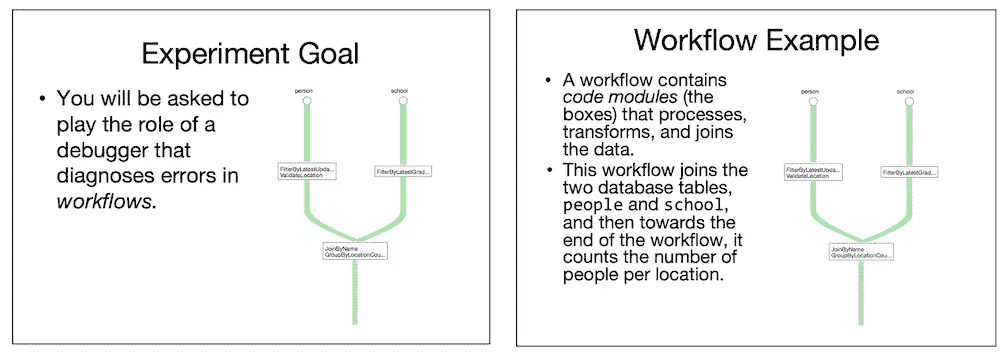 Experiment Goal
• You will be asked to
play the role of a
debugger that
diagnoses errors in
workflows.
person
school
FilterByLatestUpda...
ValidateLocation
FilterByLatestGrad...
JoinByName
GroupByLocationCou...
Workflow Example
• A workflow contains
code modules (the
boxes) that processes,
transforms, and joins
the data.
• This workflow joins the
two database tables,
people and school,
and then towards the
end of the workflow, it
counts the number of
people per location.
person
school
FilterByLatestUpda...
ValidateLocation
FilterByLatestGrad...
JoinByName
GroupByLocationCou...